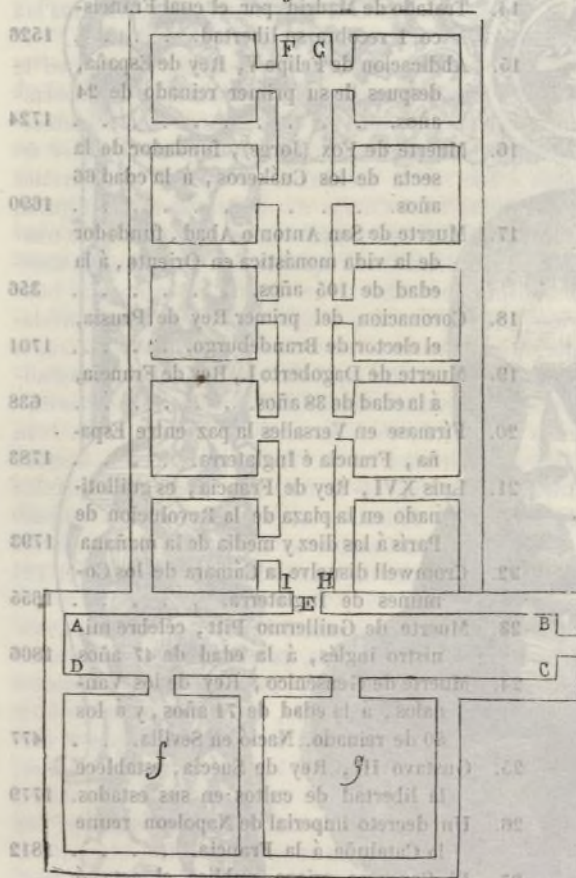 F G
I H
E
A B
D C
f g
14. Tratado de Madrid, por el cual Francis-
co I recobra su libertad. 1526
15. Abdicacion de Felipe V, Rey de España,
despues de su primer reinado de 24
años. 1724
16. Muerte de Fox (Jorge), fundador de la
secta de los Cuákeros, á la edad 66
años. 1690
17. Muerte de San Antonio Abad, fundador
de la vida monástica en Oriente, á la
edad de 105 años. 356
18. Coronacion del primer Rey de Prusia,
el elector de Brandeburgo. 1701
19. Muerte de Dagoberto I, Rey de Francia,
á la edad de 38 años. 638
20. Fírmase en Versalles la paz entre Espa-
ña, Francia é Inglaterra. 1783
21. Luis XVI, Rey de Francia, es guilloti-
nado en la plaza de la Revolucion de
París á las diez y media de la mañana 1793
22. Cromwell disuelve la Cámara de los Co-
munes de Inglaterra. 1655
23. Muerte de Guillermo Pitt, célebre mi-
nistro inglés, á la edad de 47 años. 1806
24. Muerte de Genserico, Rey de los Ván-
dalos, á la edad de 71 años, y á los
de reinado. Nació en Sevilla. 477
25. Gustavo III, Rey de Suecia, establece
la libertad de cultos en sus estados. 1779
26. Un decreto imperial de Napoleon reune
la Cataluña á la Francia. 1812